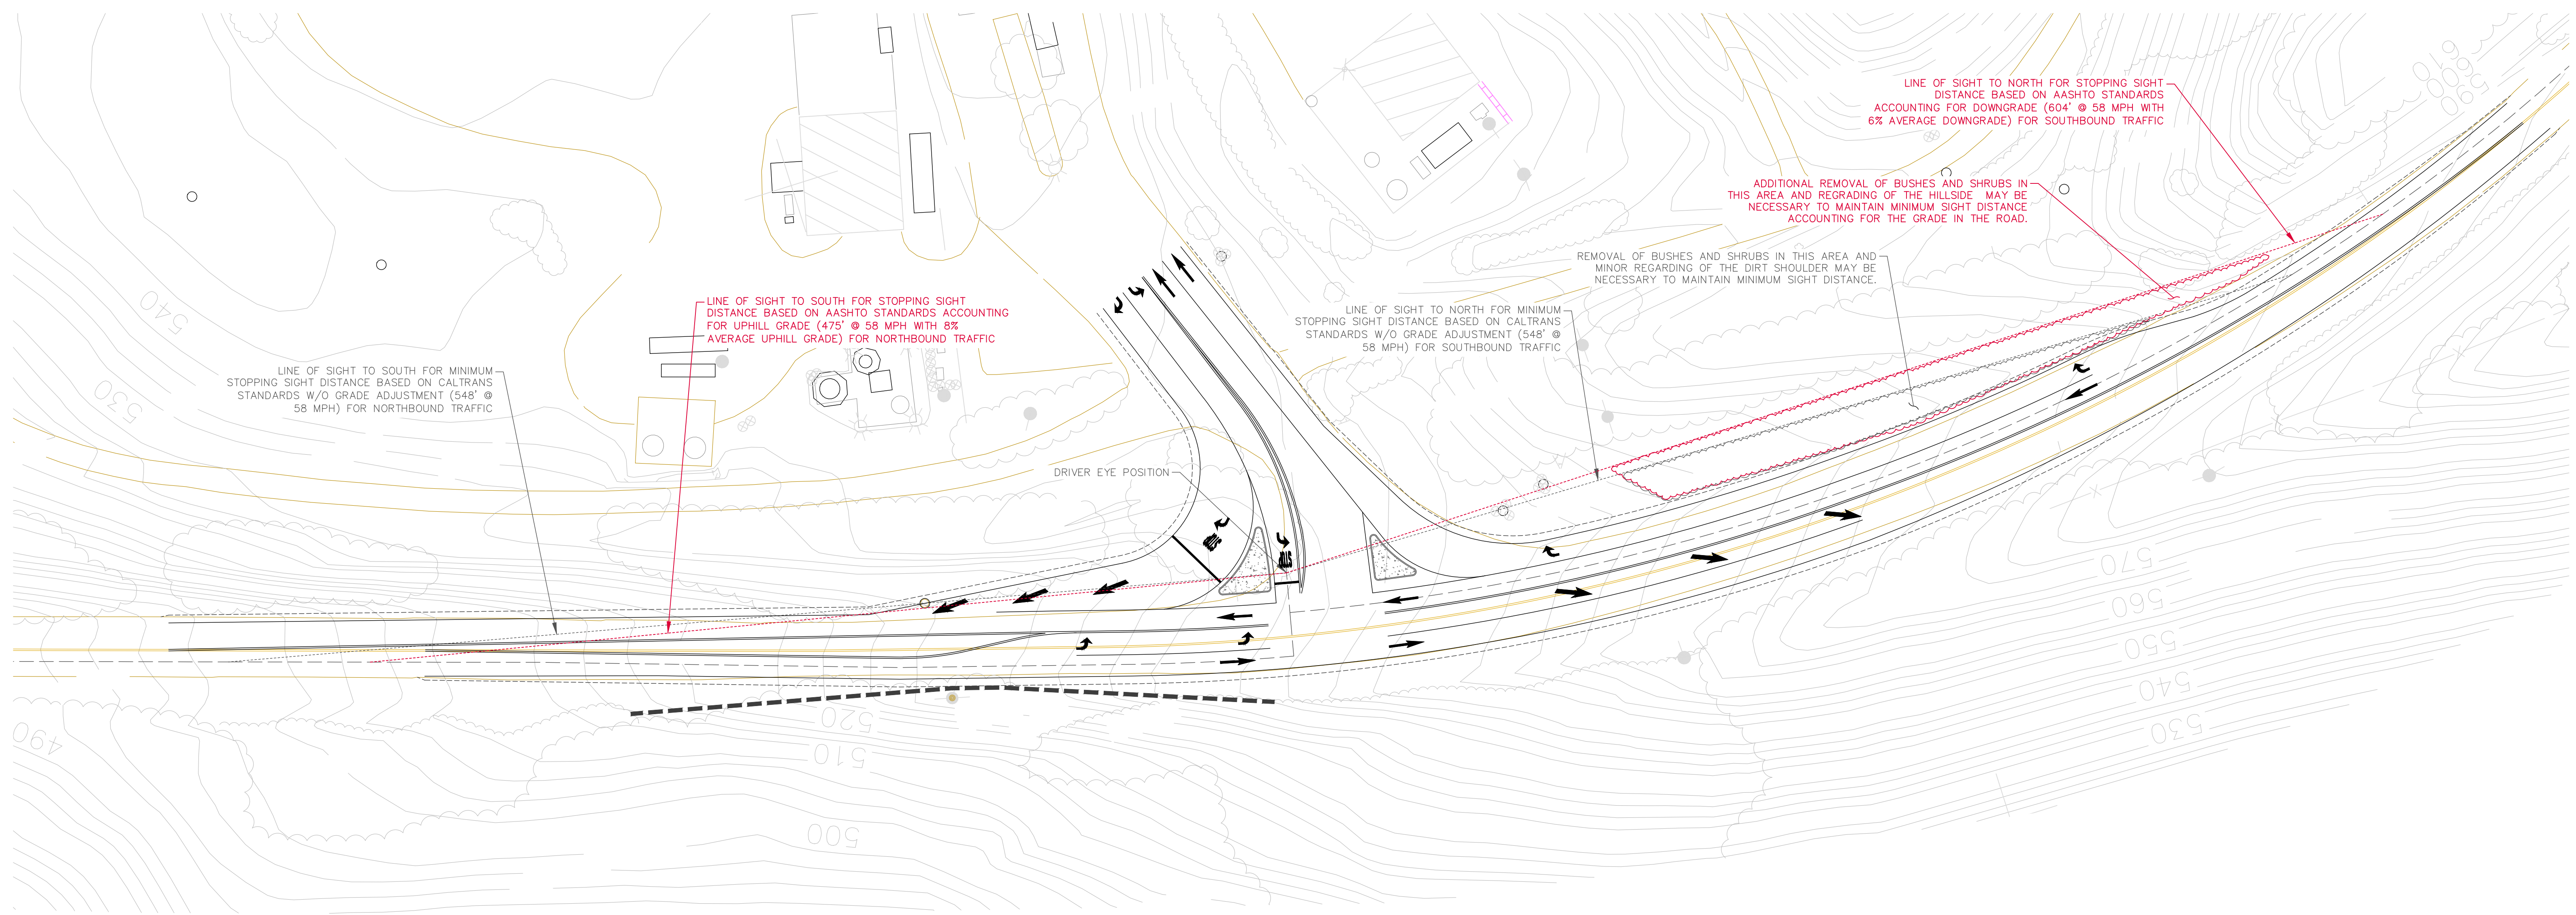 LINE OF SIGHT TO NORTH FOR STOPPING SIGHT
DISTANCE BASED ON AASHTO STANDARDS
ACCOUNTING FOR DOWNGRADE (604' @ 58 MPH WITH
6% AVERAGE DOWNGRADE) FOR SOUTHBOUND TRAFFIC
610
600
590
ADDITIONAL REMOVAL OF BUSHES AND SHRUBS IN
THIS AREA AND REGRADING OF THE HILLSIDE MAY BE
NECESSARY TO MAINTAIN MINIMUM SIGHT DISTANCE
ACCOUNTING FOR THE GRADE IN THE ROAD.
REMOVAL OF BUSHES AND SHRUBS IN THIS AREA AND
MINOR REGARDING OF THE DIRT SHOULDER MAY BE
NECESSARY TO MAINTAIN MINIMUM SIGHT DISTANCE.
LINE OF SIGHT TO SOUTH FOR STOPPING SIGHT
DISTANCE BASED ON AASHTO STANDARDS ACCOUNTING
FOR UPHILL GRADE (475' @ 58 MPH WITH 8%
AVERAGE UPHILL GRADE) FOR NORTHBOUND TRAFFIC
LINE OF SIGHT TO NORTH FOR MINIMUM
STOPPING SIGHT DISTANCE BASED ON CALTRANS
STANDARDS W/O GRADE ADJUSTMENT (548' @
58 MPH) FOR SOUTHBOUND TRAFFIC
540
530
LINE OF SIGHT TO SOUTH FOR MINIMUM
STOPPING SIGHT DISTANCE BASED ON CALTRANS
STANDARDS W/O GRADE ADJUSTMENT (548' @
58 MPH) FOR NORTHBOUND TRAFFIC
DRIVER EYE POSITION
STOP
STOP
570
560
550
540
530
520
510
500
490